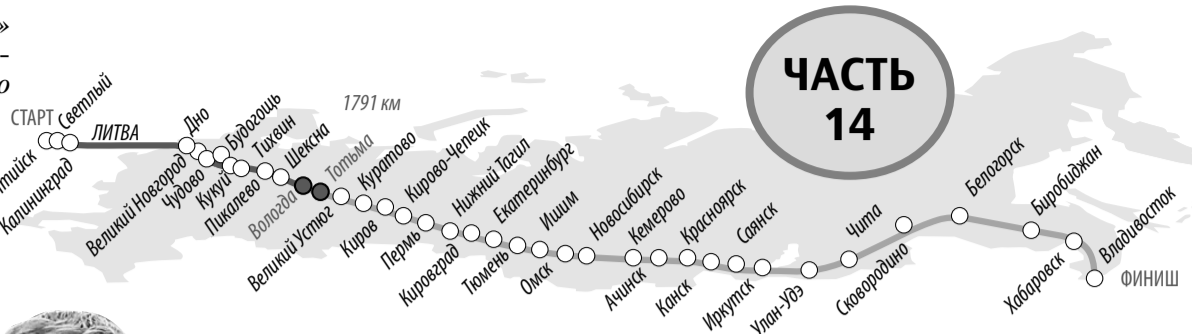 »
-
о
ЧАСТЬ
14
1791 км
СТАРТ
Светлый
ЛИТВА
Калининград
Дно
Великий Новгород
Чудово
Будогощь
Кукуй
Тихвин
Пикалево
Шексна
Вологда
Тотьма
Великий Устюг
Куратово
Киров
Кирово-Чепецк
Пермь
Нижний Тагил
Кировград
Екатеринбург
Тюмень
Ишим
Омск
Новосибирск
Ачинск
Кемерово
Канск
Красноярск
Иркутск
Саянск
Улан-Удэ
Чита
Сковородино
Белогорск
Биробиджан
Хабаровск
Владивосток
ФИНИШ